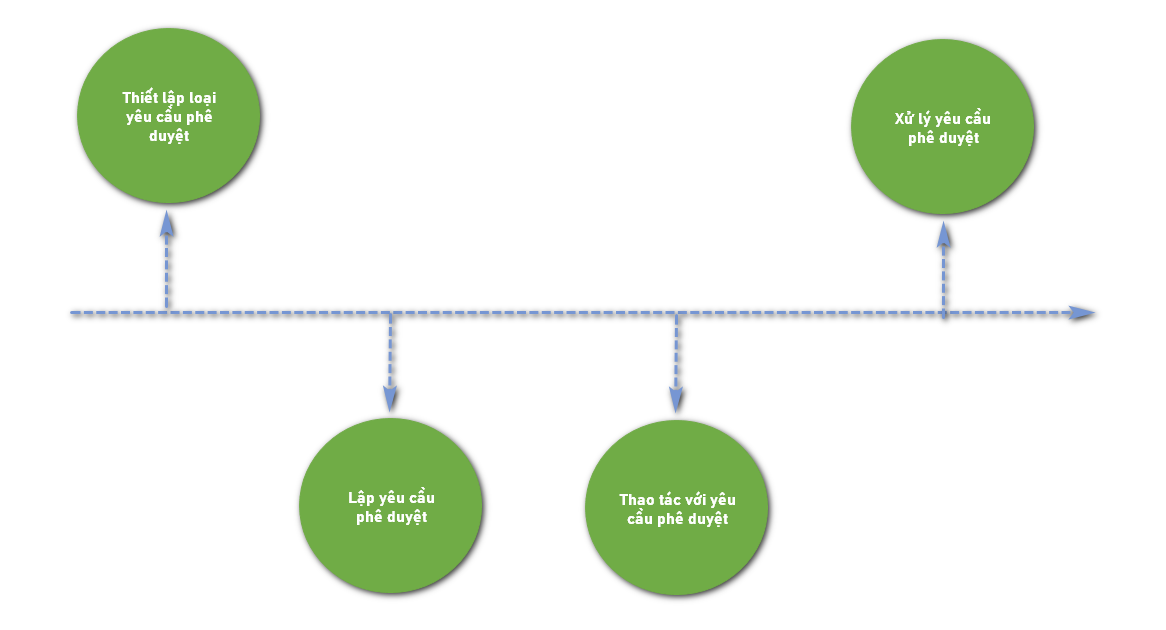 Thiết lập loại
yêu cầu phê
duyệt
Lập yêu cầu
phê duyệt
Thao tác với yêu
cầu phê duyệt
Xử lý yêu cầu
phê duyệt